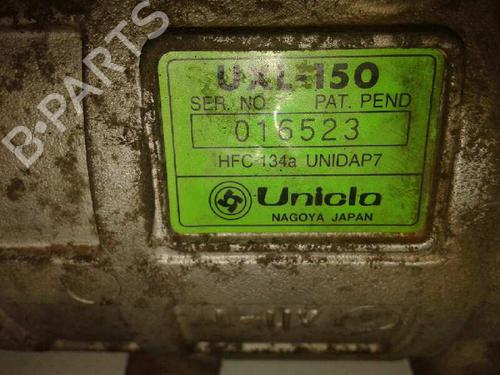 B-PARTS
UXL-150
SER. NO. PAT. PEND
016523
HFC-134a UNIDAP7
Unicla
NAGOYA JAPAN